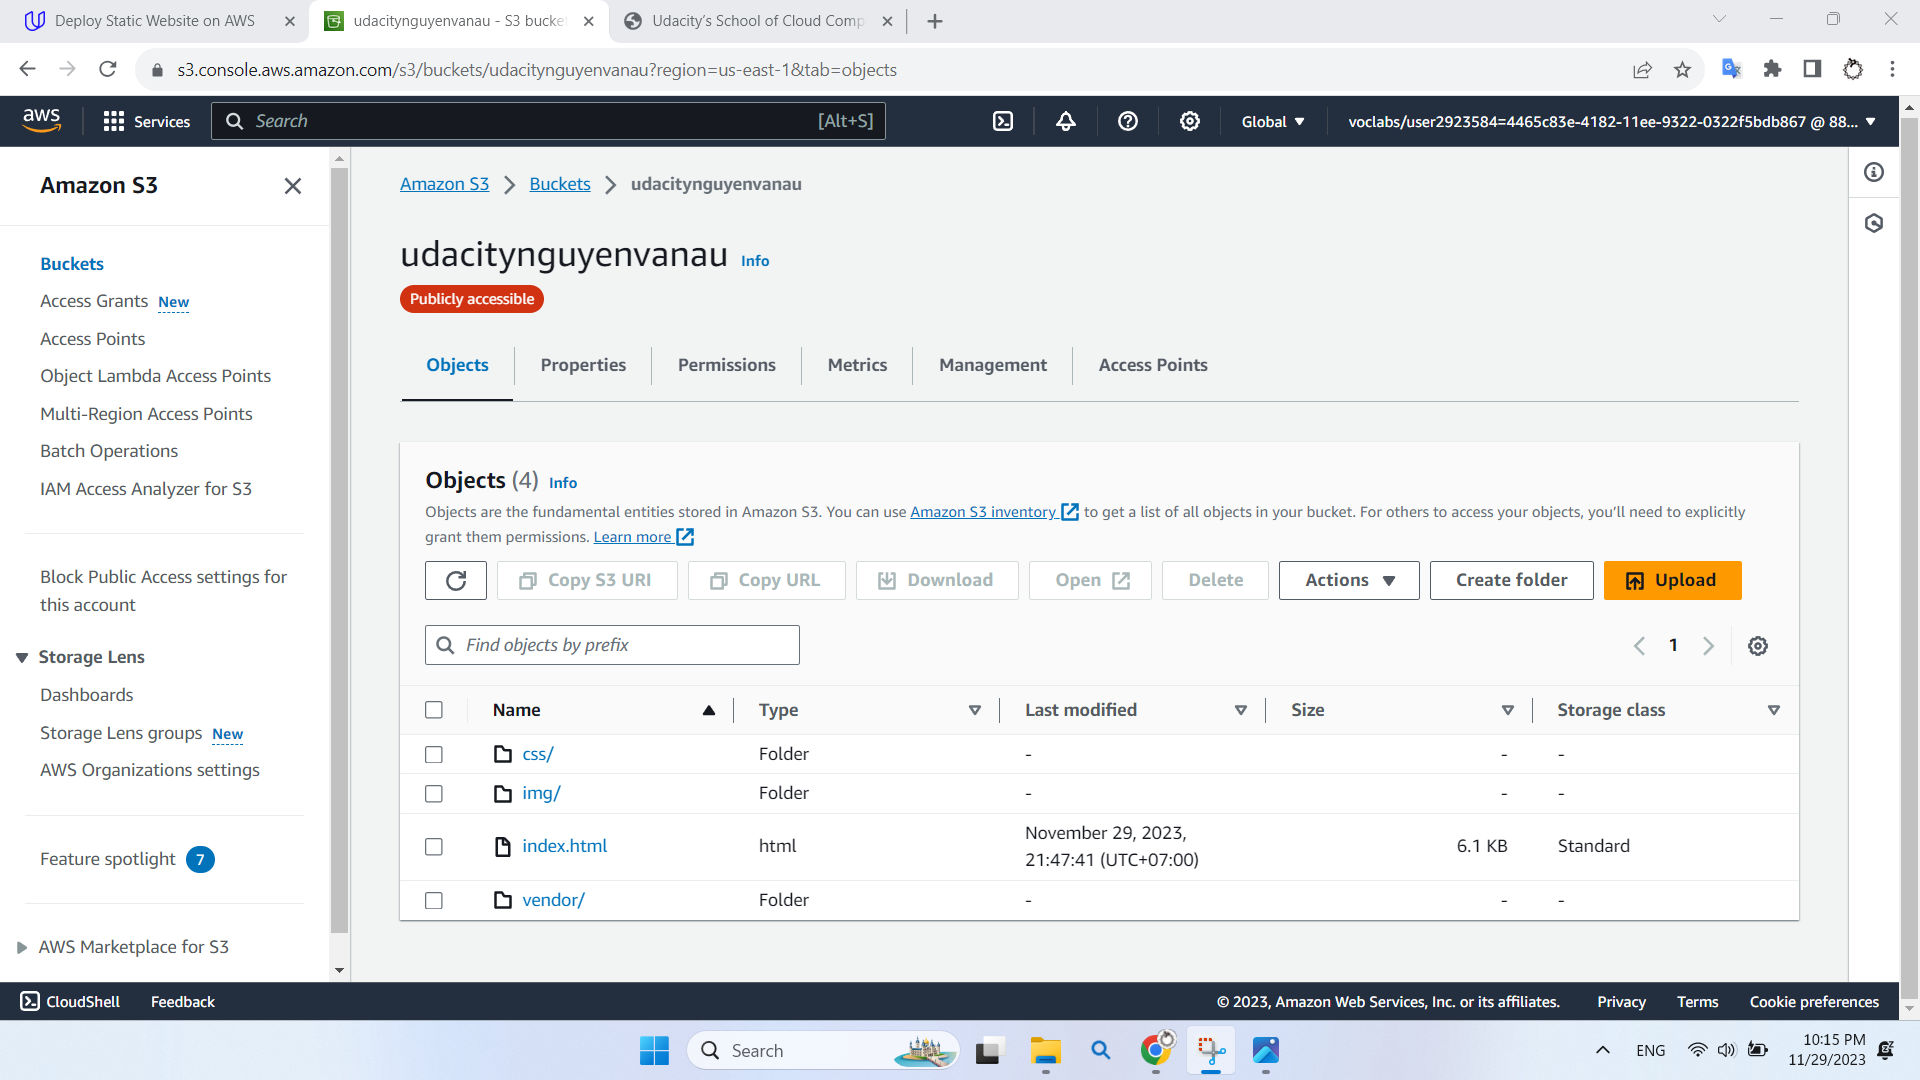 Deploy Static Website on AWS
udacitynguyenvanau - S3 bucket
Udacity's School of Cloud Comp
s3.console.aws.amazon.com/s3/buckets/udacitynguyenvanau?region=us-east-1&tab=objects
aws
Services
Search
[Alt+S]
Global
voclabs/user2923584=4465c83e-4182-11ee-9322-0322f5bdb867 @ 88...
Amazon S3
Buckets
Access Grants New
Access Points
Object Lambda Access Points
Multi-Region Access Points
Batch Operations
IAM Access Analyzer for S3
Block Public Access settings for
this account
Storage Lens
Dashboards
Storage Lens groups New
AWS Organizations settings
Feature spotlight 7
AWS Marketplace for S3
Amazon S3 > Buckets > udacitynguyenvanau
udacitynguyenvanau Info
Publicly accessible
Objects
Properties
Permissions
Metrics
Management
Access Points
Objects (4) Info
Objects are the fundamental entities stored in Amazon S3. You can use Amazon S3 inventory to get a list of all objects in your bucket. For others to access your objects, you'll need to explicitly
grant them permissions. Learn more
Copy S3 URI
Copy URL
Download
Open
Delete
Actions
Create folder
Upload
Find objects by prefix
1
Name Type Last modified Size Storage class
css/ Folder - - -
img/ Folder - - -
index.html html November 29, 2023,
21:47:41 (UTC+07:00) 6.1 KB Standard
vendor/ Folder - - -
CloudShell
Feedback
© 2023, Amazon Web Services, Inc. or its affiliates.
Privacy
Terms
Cookie preferences
Search
ENG
10:15 PM
11/29/2023